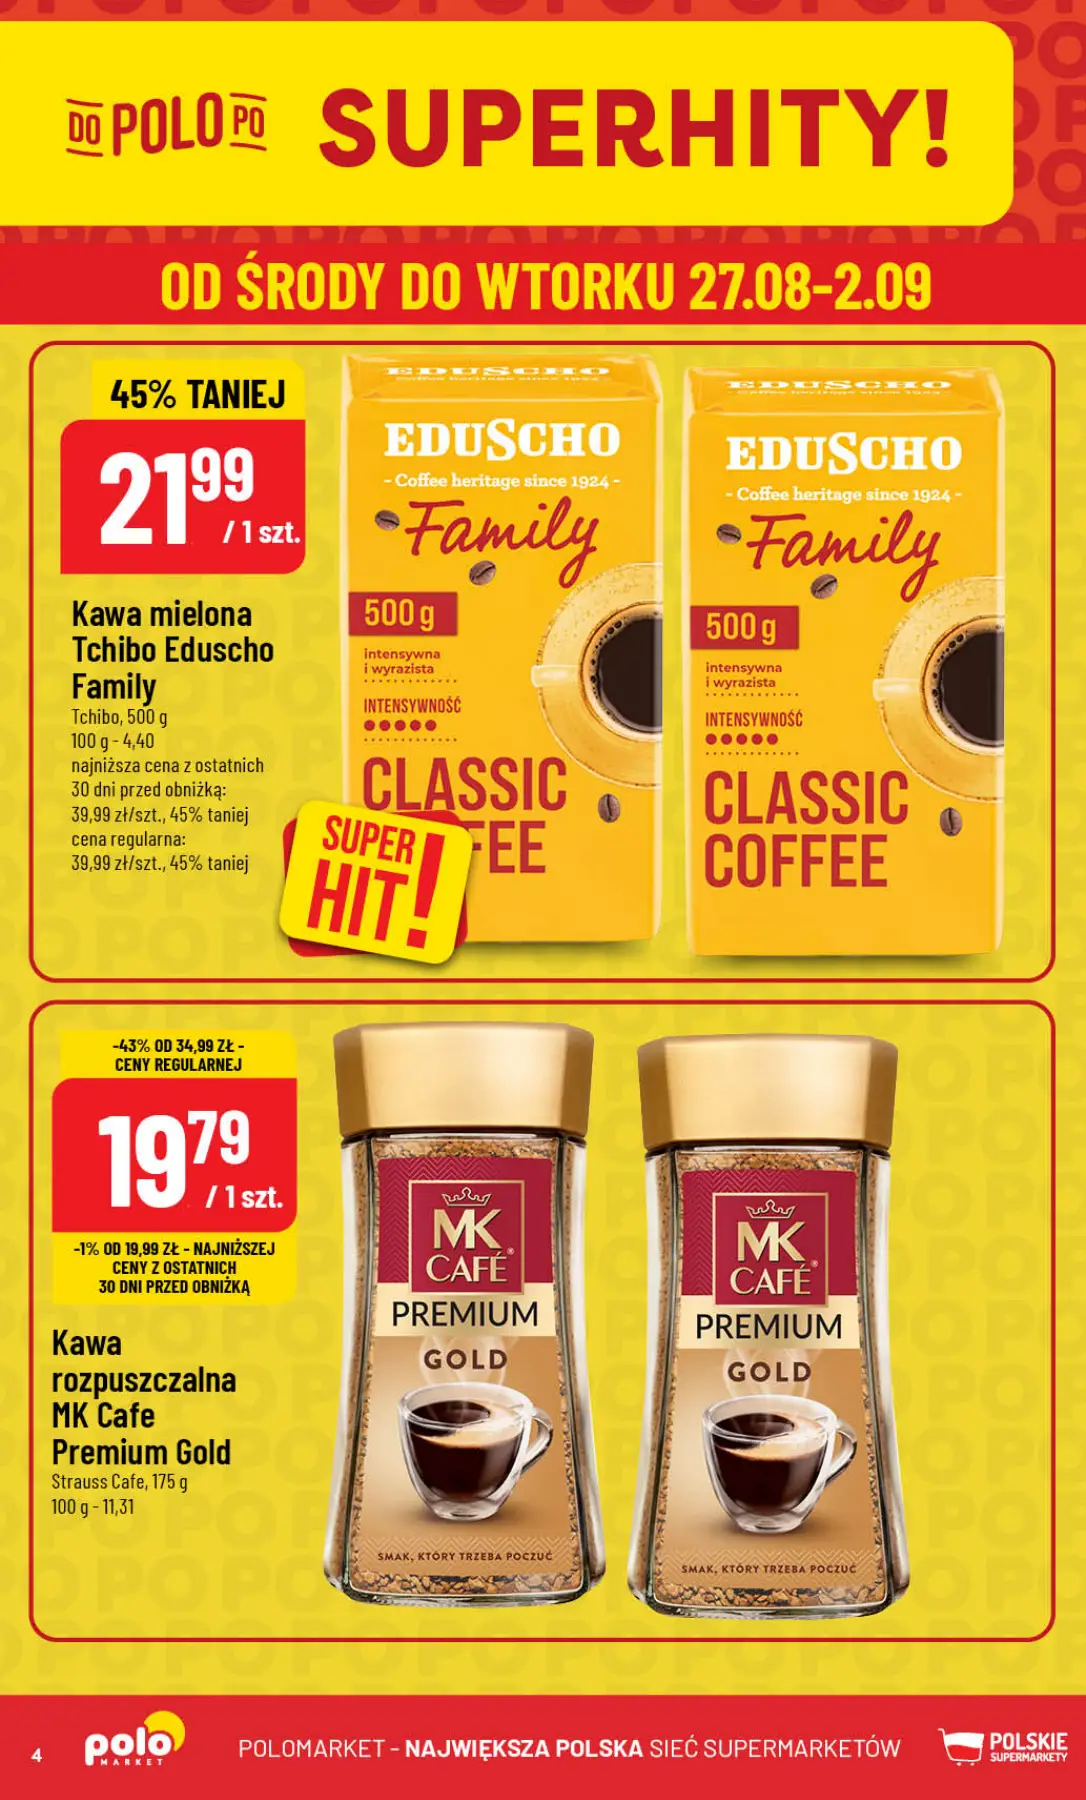 DO POLO PO
SUPERHITY!
OD ŚRODY DO WTORKU 27.08-2.09
45% TANIEJ
21 99
/ 1 szt.
Kawa mielona
Tchibo Eduscho
Family
Tchibo, 500 g
100 g - 4,40
najniższa cena z ostatnich
30 dni przed obniżką:
39,99 zł/szt., 45% taniej
cena regularna:
39,99 zł/szt., 45% taniej
EDUSCHO
EDUSCHO
- Coffee heritage since 1924 -
Family
500 g
intensywna
i wyrazista
INTENSYWNOŚĆ
CLASSIC
FEE
SUPER
HIT!
EDUSCHO
Coffee heritage since 1924
EDUSCHO
- Coffee heritage since 1924 -
Family
500 g
intensywna
i wyrazista
INTENSYWNOŚĆ
CLASSIC
COFFEE
-43% OD 34,99 ZŁ -
CENY REGULARNEJ
19 79
/ 1 szt.
-1% OD 19,99 ZŁ - NAJNIŻSZEJ
CENY Z OSTATNICH
30 DNI PRZED OBNIŻKĄ
Kawa
rozpuszczalna
MK Cafe
Premium Gold
Strauss Cafe, 175 g
100 g - 11,31
MK
CAFÉ®
PREMIUM
GOLD
SMAK, KTÓRY TRZEBA POCZUĆ
MK
CAFÉ®
PREMIUM
GOLD
SMAK, KTÓRY TRZEBA POCZUĆ
4
polo
MARKET
POLOMARKET - NAJWIĘKSZA POLSKA SIEĆ SUPERMARKETÓW
POLSKIE
SUPERMARKETY